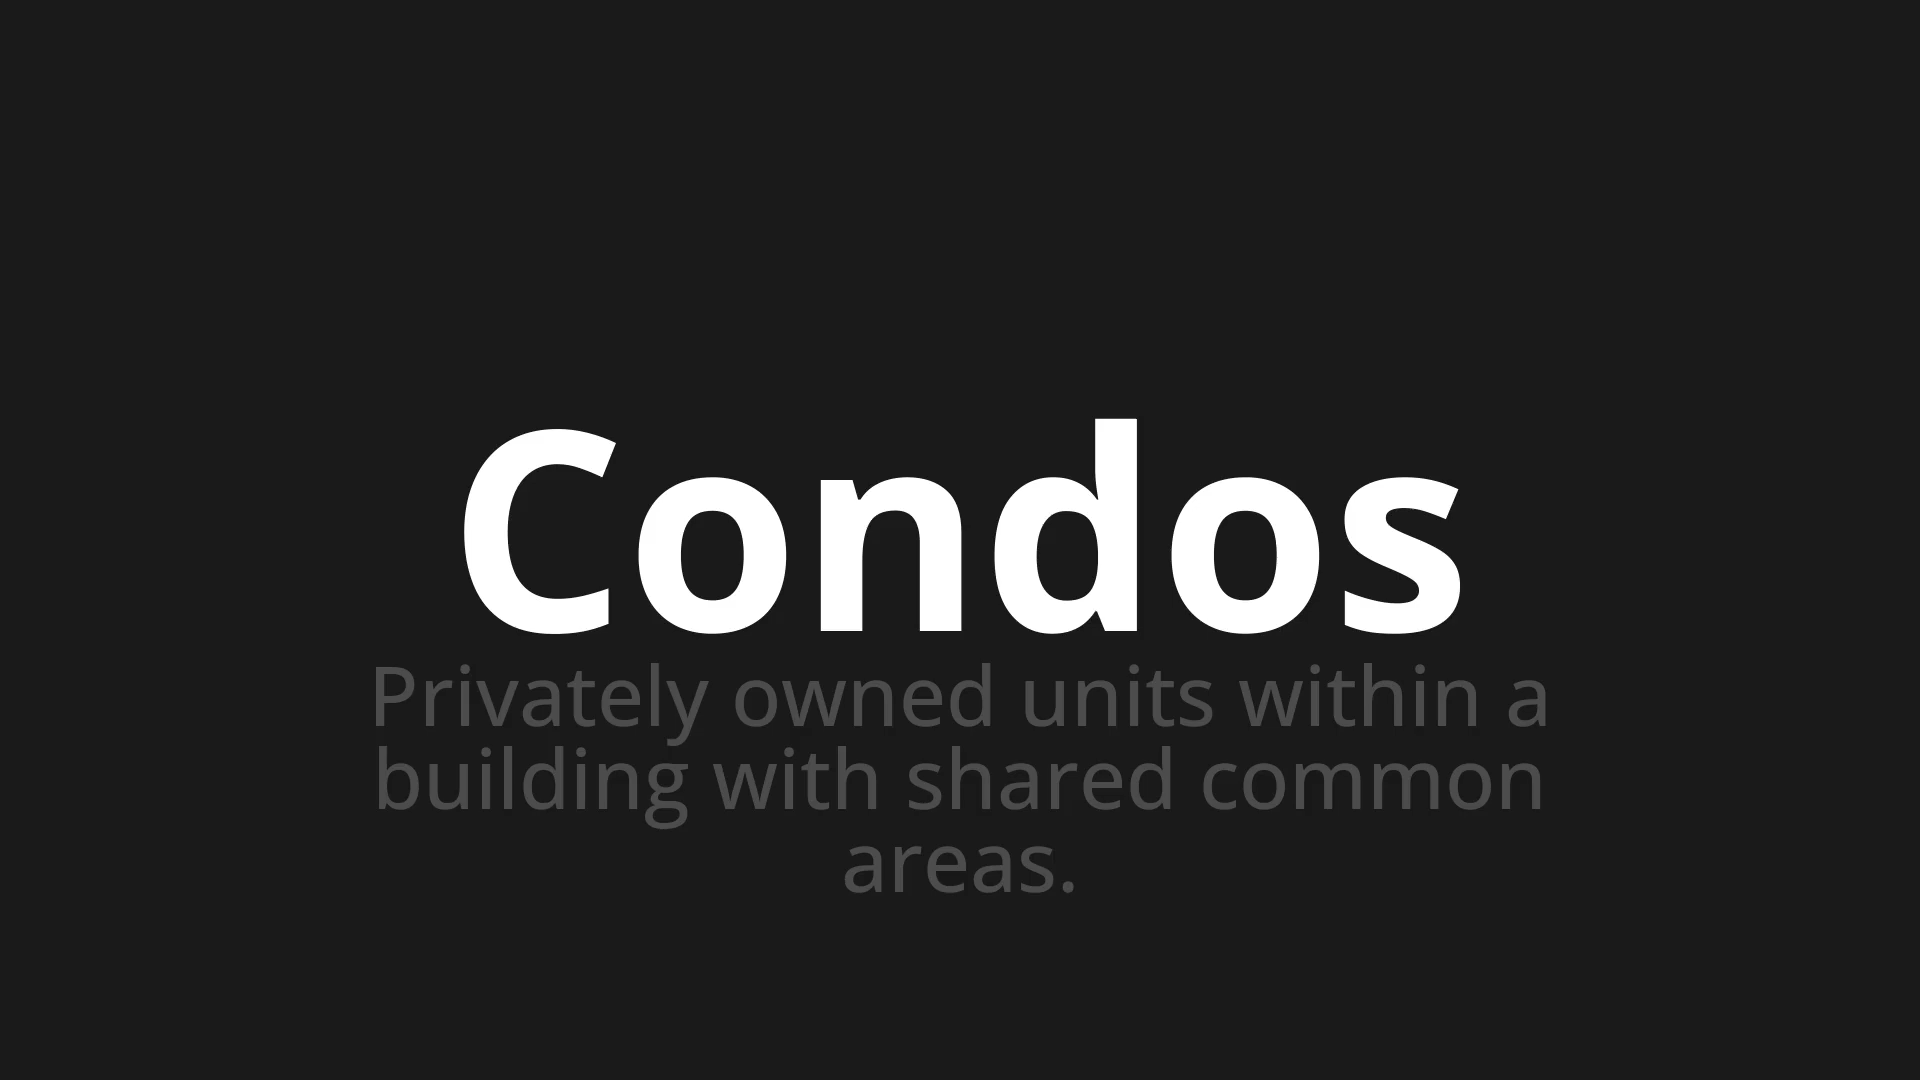 Condos
Privately owned units within a
building with shared common
areas.